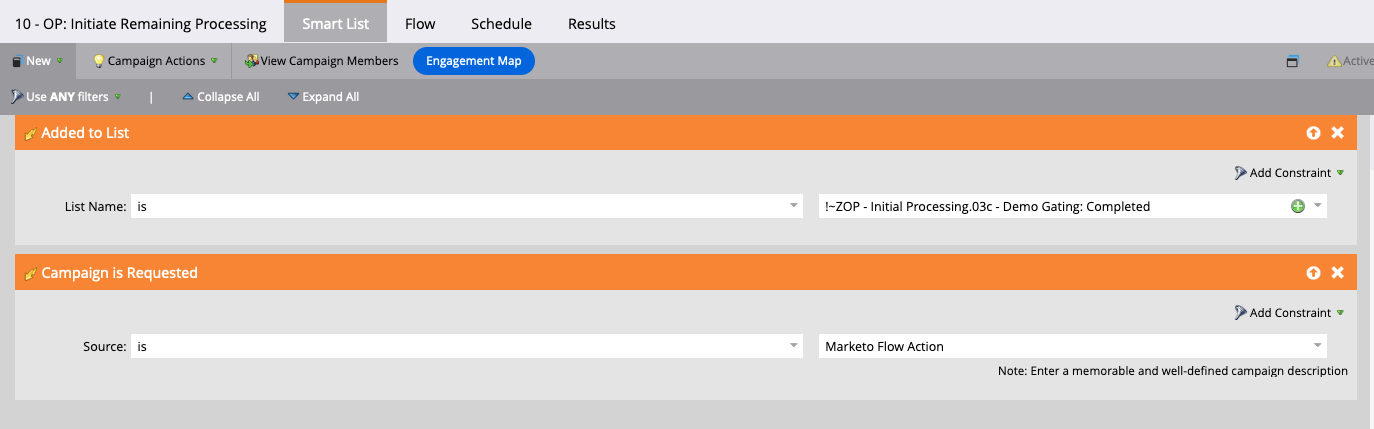 10 - OP: Initiate Remaining Processing Smart List Flow Schedule Results
New Campaign Actions View Campaign Members Engagement Map Active
Use ANY filters | Collapse All Expand All
Added to List
Add Constraint
List Name: is !~ZOP - Initial Processing.03c - Demo Gating: Completed
Campaign is Requested
Add Constraint
Source: is Marketo Flow Action
Note: Enter a memorable and well-defined campaign description